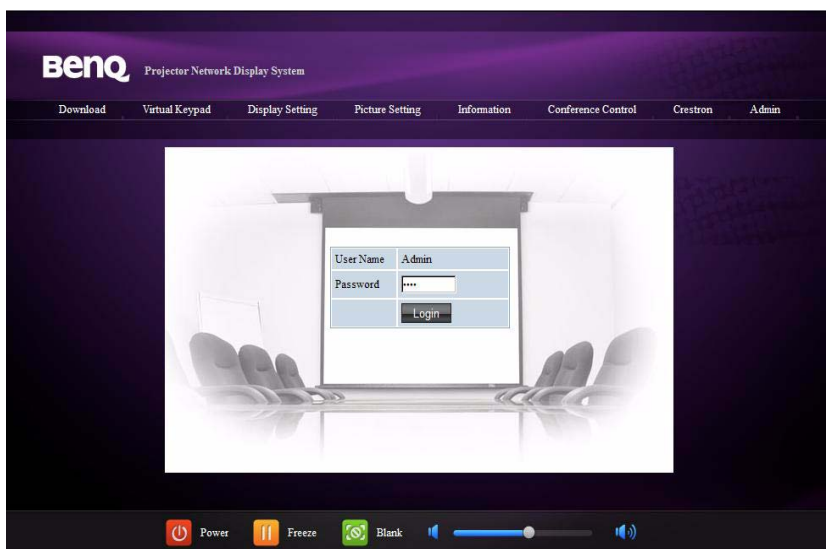 BenQ Projector Network Display System
Download Virtual Keypad Display Setting Picture Setting Information Conference Control Crestron Admin
User Name Admin
Password ••••
Login
Power Freeze Blank